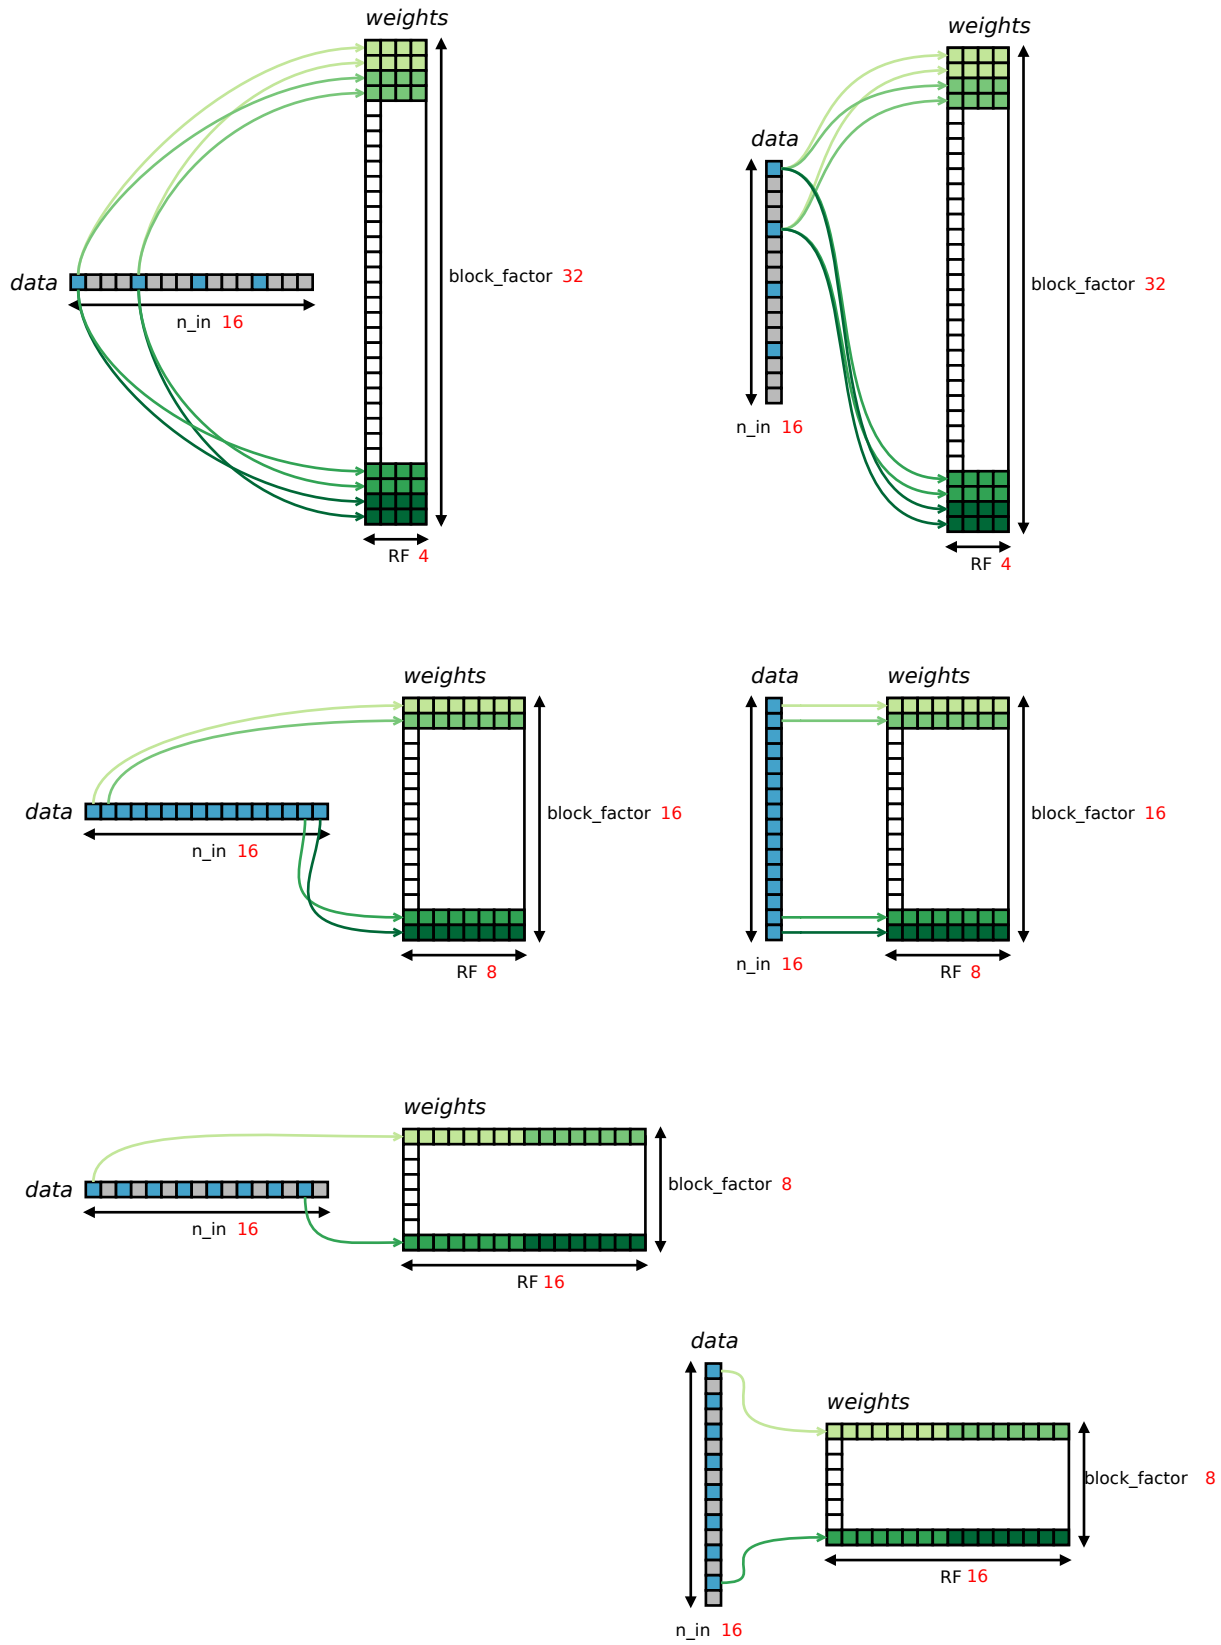 weights
weights
data
block_factor 32
data
n_in 16
block_factor 32
n_in 16
RF 4
RF 4
weights
data
weights
data
block_factor 16
block_factor 16
n_in 16
n_in 16
RF 8
RF 8
weights
data
block_factor 8
n_in 16
RF 16
data
weights
block_factor 8
RF 16
n_in 16